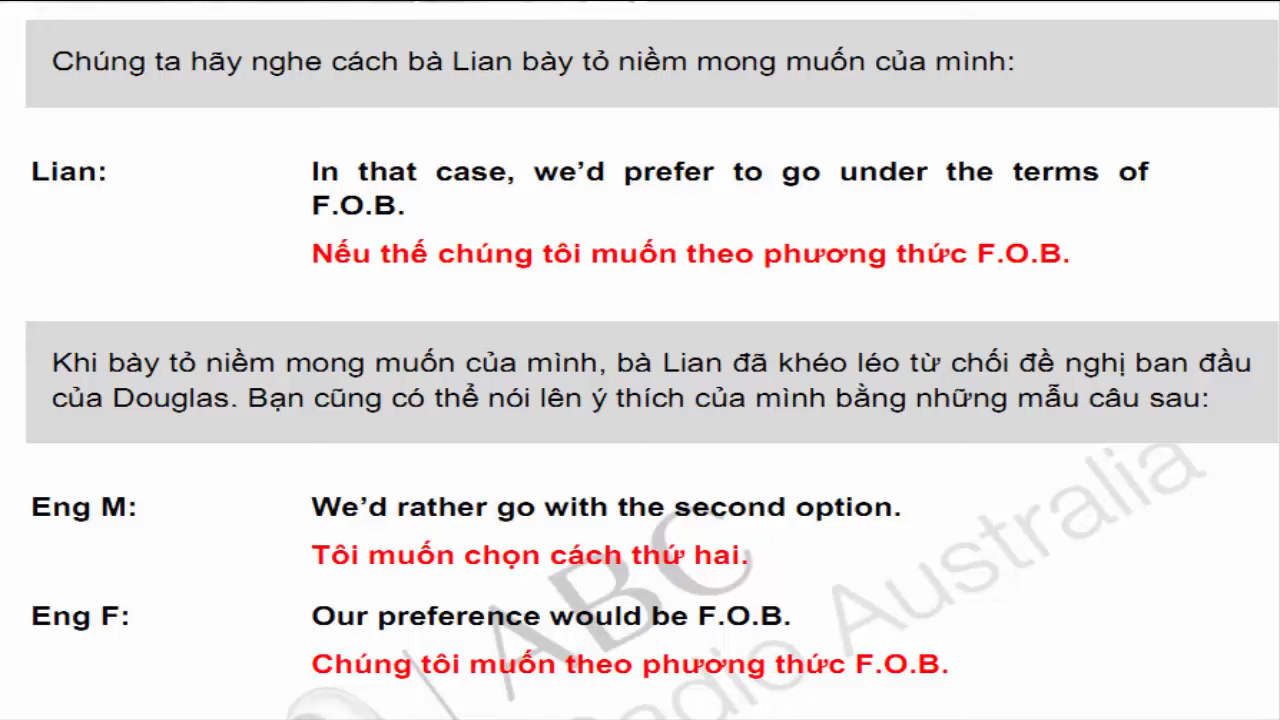 Chúng ta hãy nghe cách bà Lian bày tỏ niềm mong muốn của mình:
Lian: In that case, we’d prefer to go under the terms of
F.O.B.
Nếu thế chúng tôi muốn theo phương thức F.O.B.
Khi bày tỏ niềm mong muốn của mình, bà Lian đã khéo léo từ chối đề nghị ban đầu
của Douglas. Bạn cũng có thể nói lên ý thích của mình bằng những mẫu câu sau:
Eng M: We’d rather go with the second option.
Tôi muốn chọn cách thứ hai.
Eng F: Our preference would be F.O.B.
Chúng tôi muốn theo phương thức F.O.B.
ABC
Radio Australia